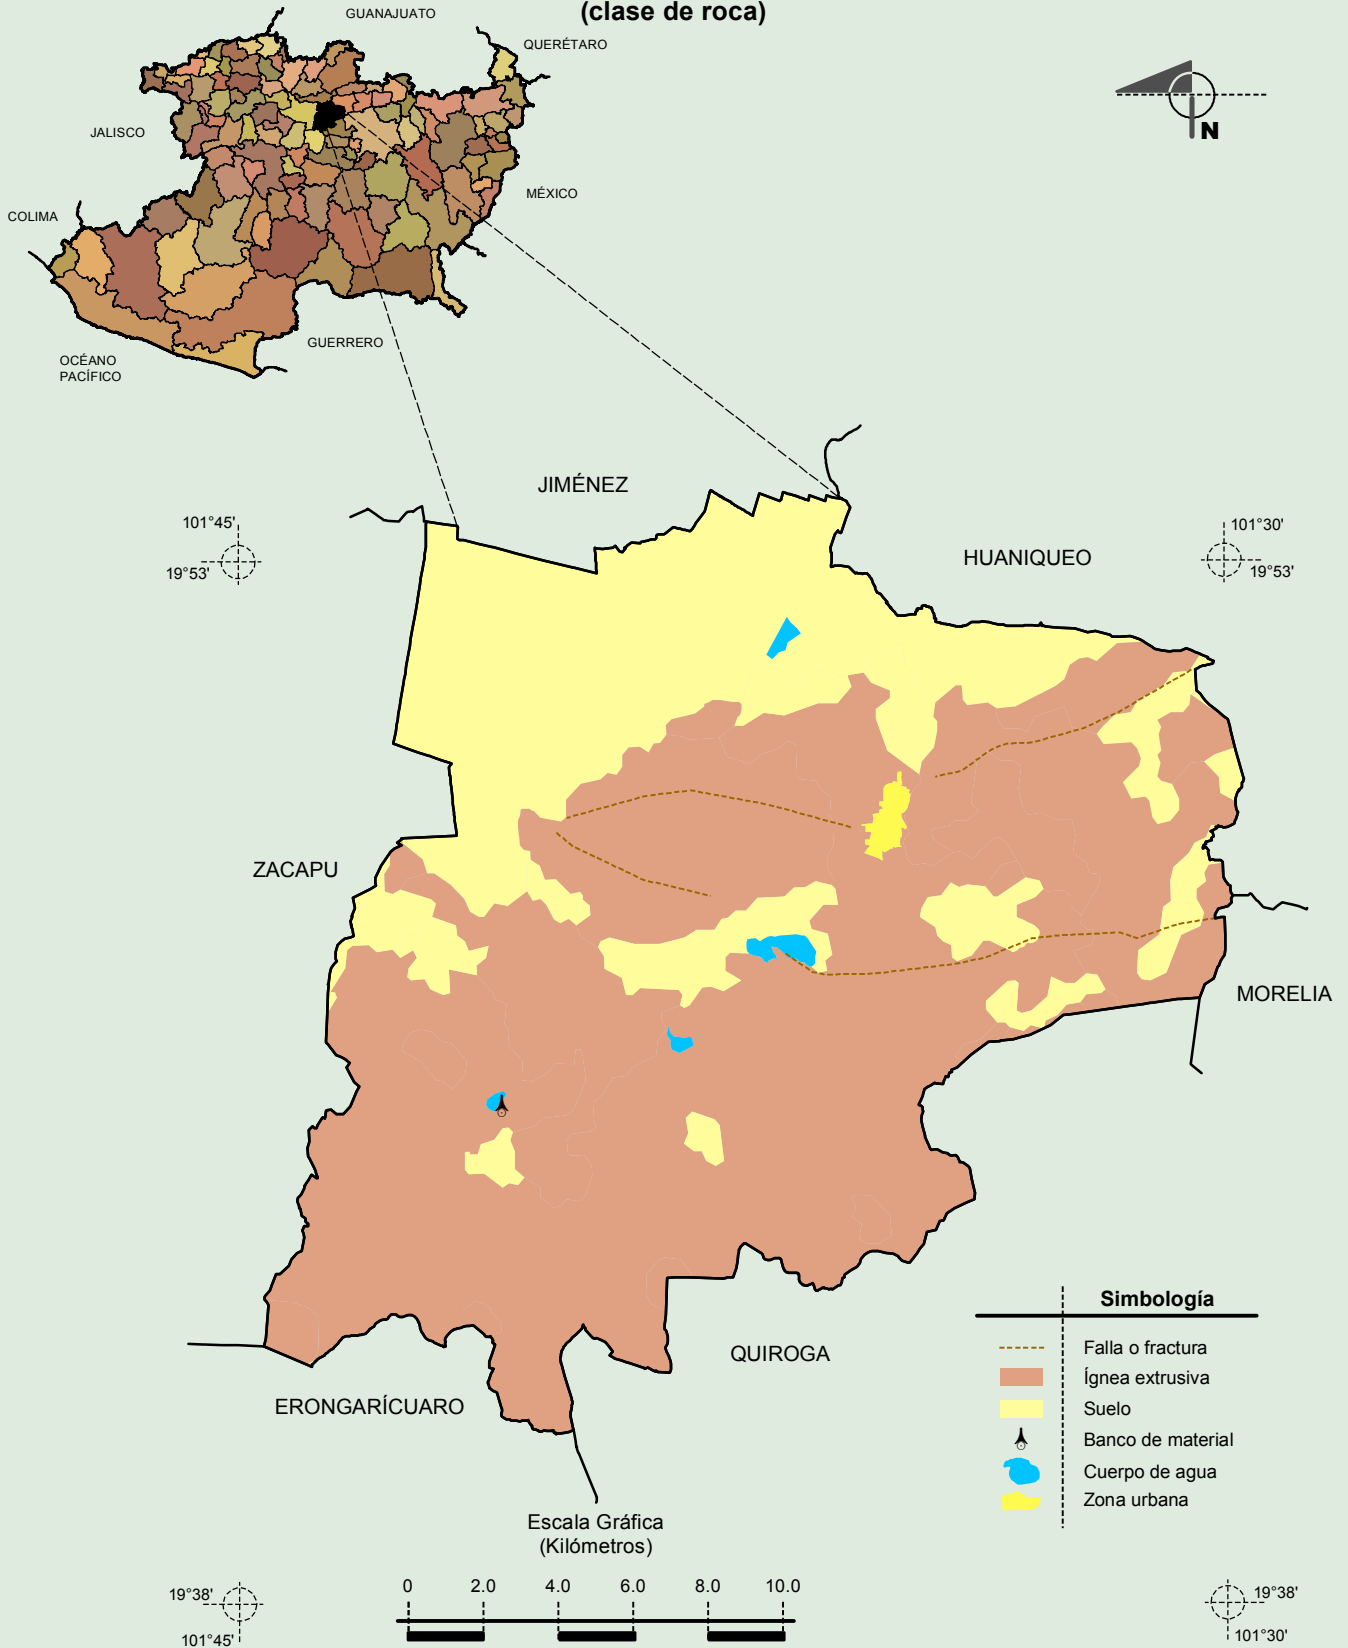 (clase de roca)
GUANAJUATO
QUERÉTARO
JALISCO
MÉXICO
COLIMA
GUERRERO
OCÉANO
PACÍFICO
N
JIMÉNEZ
HUANIQUEO
101°45'
19°53'
101°30'
19°53'
ZACAPU
MORELIA
QUIROGA
ERONGARÍCUARO
Simbología
Falla o fractura
Ígnea extrusiva
Suelo
Banco de material
Cuerpo de agua
Zona urbana
Escala Gráfica
(Kilómetros)
0 2.0 4.0 6.0 8.0 10.0
19°38'
101°45'
19°38'
101°30'